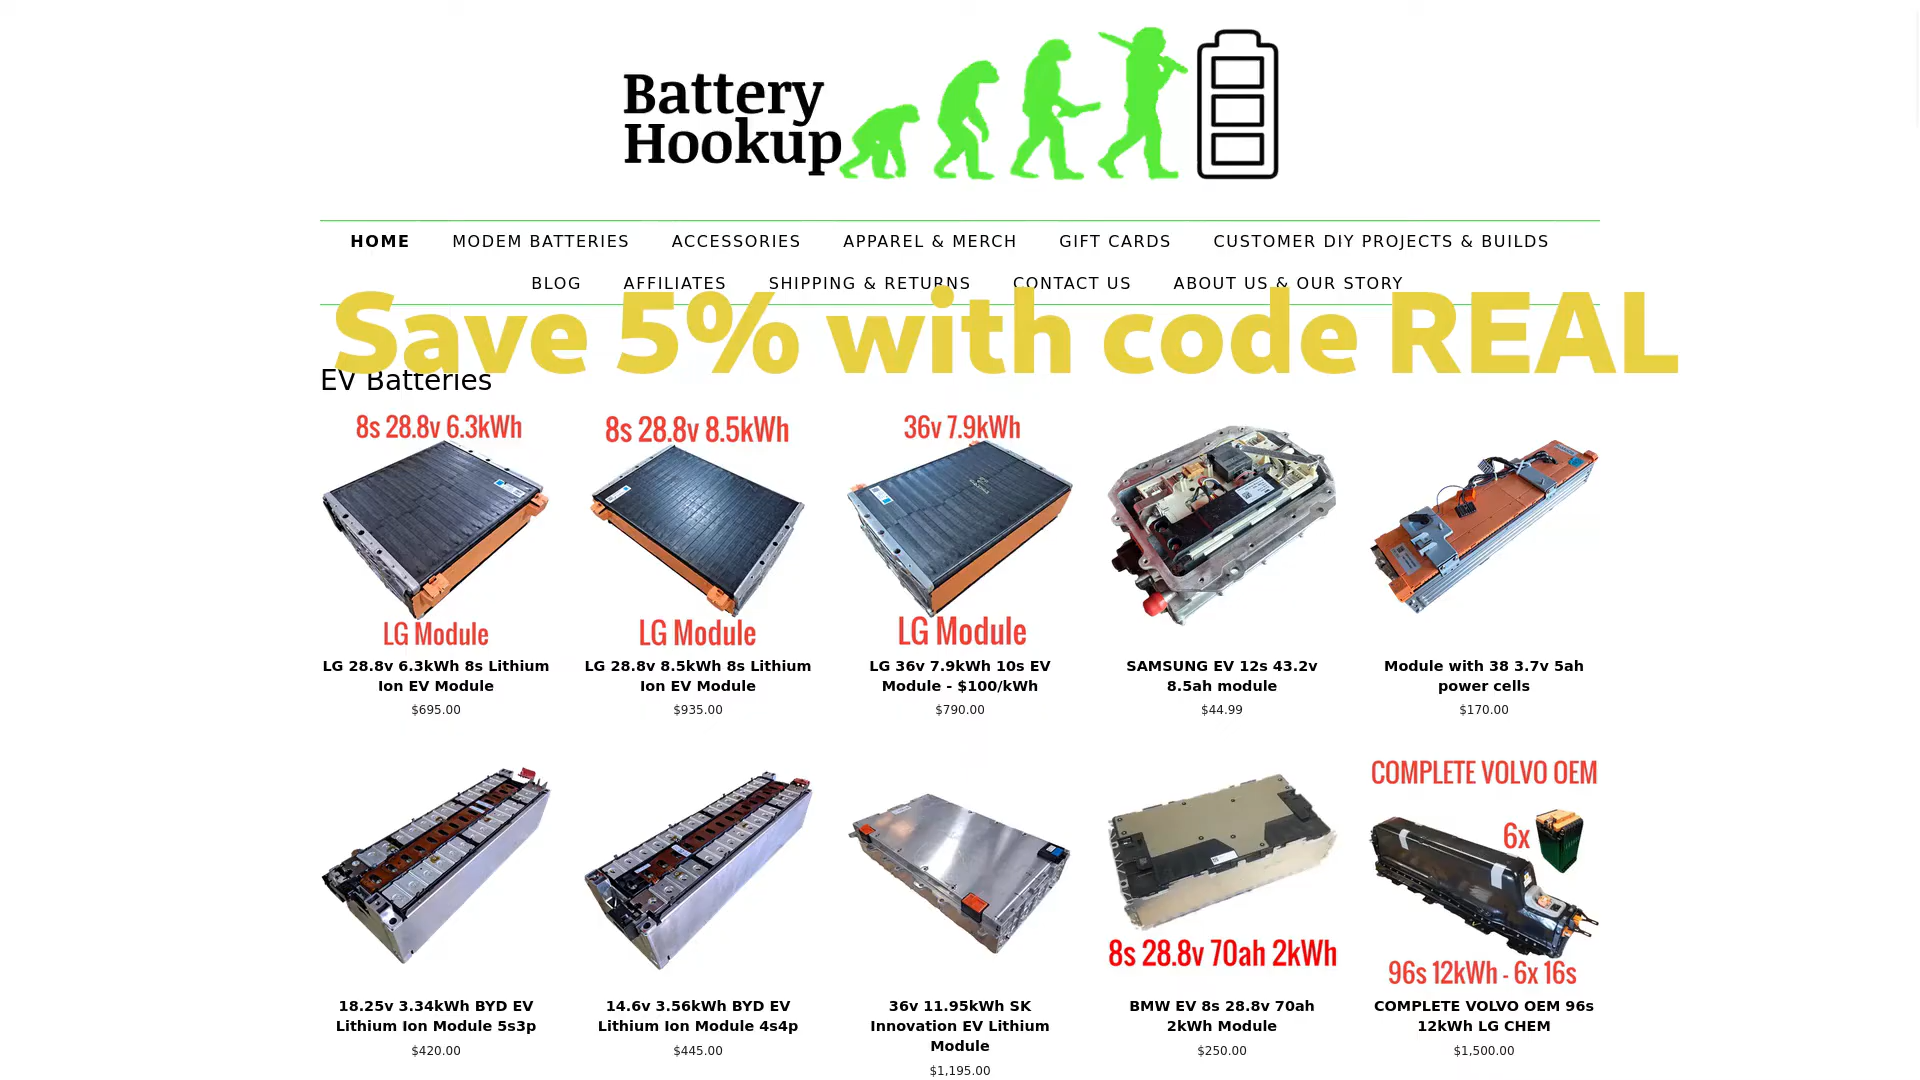 Battery
Hookup
HOME MODEM BATTERIES ACCESSORIES APPAREL & MERCH GIFT CARDS CUSTOMER DIY PROJECTS & BUILDS
BLOG AFFILIATES SHIPPING & RETURNS CONTACT US ABOUT US & OUR STORY
Save 5% with code REAL
EV Batteries
8s 28.8v 6.3kWh
LG Module
LG 28.8v 6.3kWh 8s Lithium
Ion EV Module
$695.00
8s 28.8v 8.5kWh
LG Module
LG 28.8v 8.5kWh 8s Lithium
Ion EV Module
$935.00
36v 7.9kWh
LG Module
LG 36v 7.9kWh 10s EV
Module - $100/kWh
$790.00
SAMSUNG EV 12s 43.2v
8.5ah module
$44.99
Module with 38 3.7v 5ah
power cells
$170.00
18.25v 3.34kWh BYD EV
Lithium Ion Module 5s3p
$420.00
14.6v 3.56kWh BYD EV
Lithium Ion Module 4s4p
$445.00
36v 11.95kWh SK
Innovation EV Lithium
Module
$1,195.00
8s 28.8v 70ah 2kWh
BMW EV 8s 28.8v 70ah
2kWh Module
$250.00
COMPLETE VOLVO OEM
6x
96s 12kWh - 6x 16s
COMPLETE VOLVO OEM 96s
12kWh LG CHEM
$1,500.00